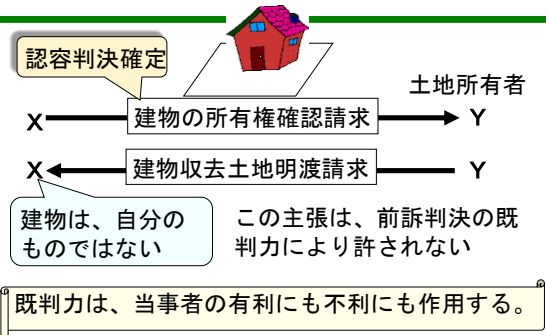 認容判決確定
土地所有者
X 建物の所有権確認請求 Y
X 建物収去土地明渡請求 Y
建物は、自分の
ものではない
この主張は、前訴判決の既
判力により許されない
既判力は、当事者の有利にも不利にも作用する。